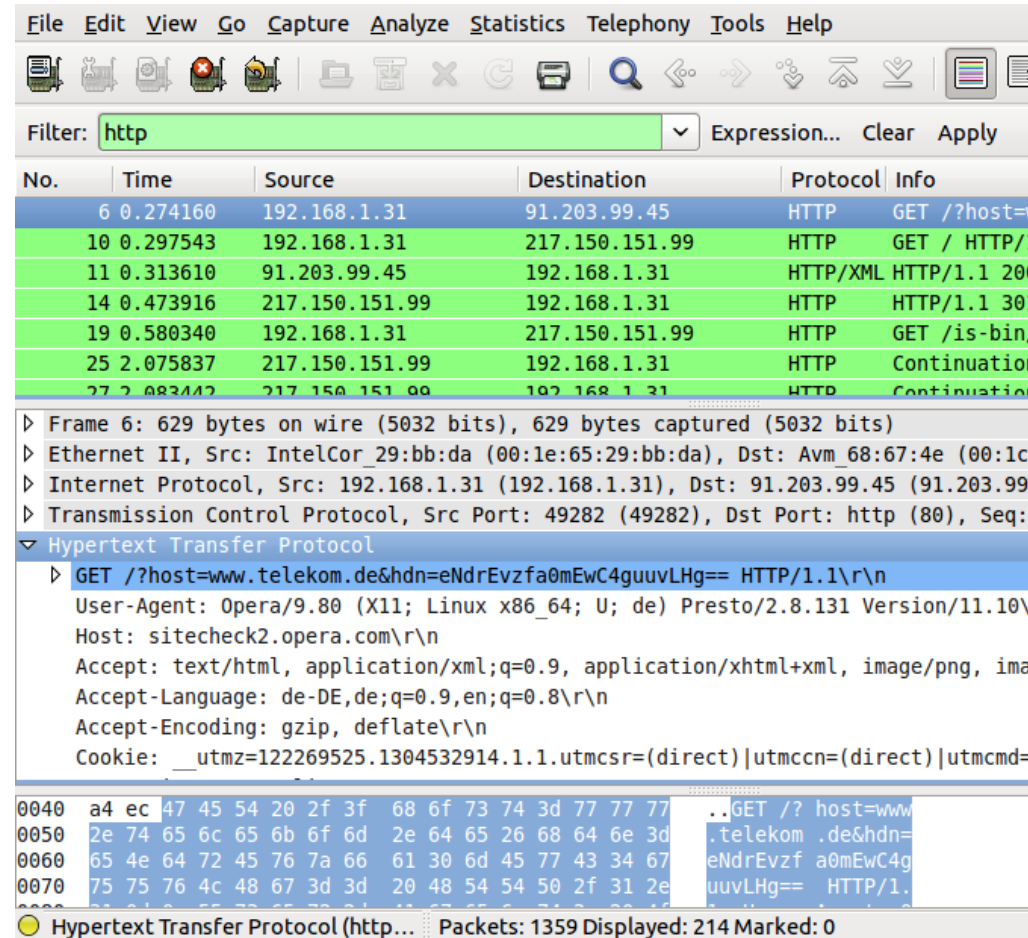 File Edit View Go Capture Analyze Statistics Telephony Tools Help
Filter: http Expression... Clear Apply
No. Time Source Destination Protocol Info
6 0.274160 192.168.1.31 91.203.99.45 HTTP GET /?host=
10 0.297543 192.168.1.31 217.150.151.99 HTTP GET / HTTP/
11 0.313610 91.203.99.45 192.168.1.31 HTTP/XML HTTP/1.1 20
14 0.473916 217.150.151.99 192.168.1.31 HTTP HTTP/1.1 30
19 0.580340 192.168.1.31 217.150.151.99 HTTP GET /is-bin
25 2.075837 217.150.151.99 192.168.1.31 HTTP Continuation
27 2.083442 217.150.151.99 192.168.1.31 HTTP Continuation
Frame 6: 629 bytes on wire (5032 bits), 629 bytes captured (5032 bits)
Ethernet II, Src: IntelCor_29:bb:da (00:1e:65:29:bb:da), Dst: Avm_68:67:4e (00:1c
Internet Protocol, Src: 192.168.1.31 (192.168.1.31), Dst: 91.203.99.45 (91.203.99
Transmission Control Protocol, Src Port: 49282 (49282), Dst Port: http (80), Seq:
Hypertext Transfer Protocol
GET /?host=www.telekom.de&hdn=eNdrEvzfa0mEwC4guuvLHg== HTTP/1.1\r\n
User-Agent: Opera/9.80 (X11; Linux x86_64; U; de) Presto/2.8.131 Version/11.10\
Host: sitecheck2.opera.com\r\n
Accept: text/html, application/xml;q=0.9, application/xhtml+xml, image/png, ima
Accept-Language: de-DE,de;q=0.9,en;q=0.8\r\n
Accept-Encoding: gzip, deflate\r\n
Cookie: __utmz=122269525.1304532914.1.1.utmcsr=(direct)|utmccn=(direct)|utmcmd=
0040 a4 ec 47 45 54 20 2f 3f 68 6f 73 74 3d 77 77 77 ..GET /? host=www
0050 2e 74 65 6c 65 6b 6f 6d 2e 64 65 26 68 64 6e 3d .telekom .de&hdn=
0060 65 4e 64 72 45 76 7a 66 61 30 6d 45 77 43 34 67 eNdrEvzf a0mEwC4g
0070 75 75 76 4c 48 67 3d 3d 20 48 54 54 50 2f 31 2e uuvLHg== HTTP/1.
Hypertext Transfer Protocol (http... Packets: 1359 Displayed: 214 Marked: 0